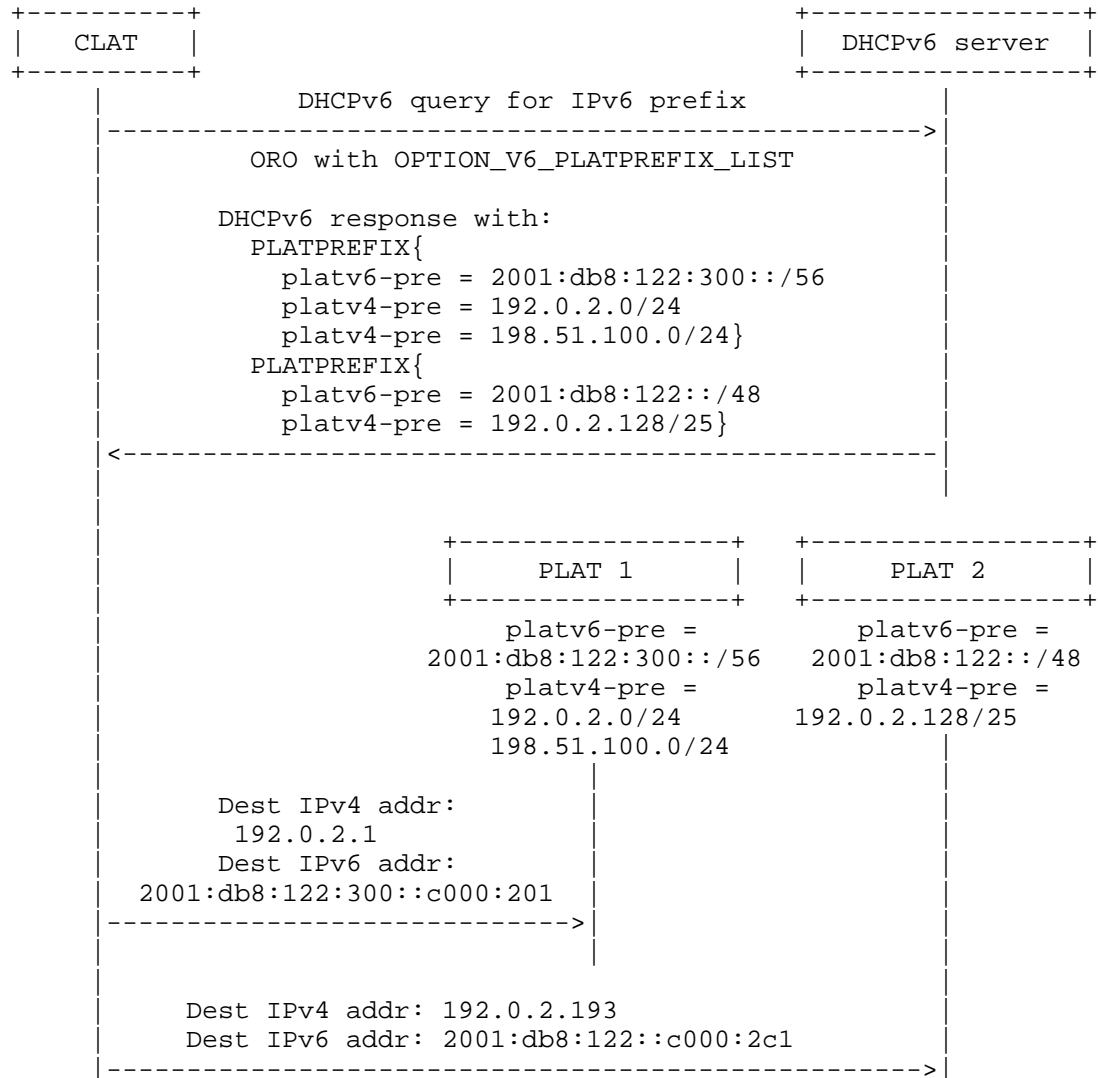 CLAT DHCPv6 server
DHCPv6 query for IPv6 prefix
ORO with OPTION_V6_PLATPREFIX_LIST
DHCPv6 response with:
PLATPREFIX{
platv6-pre = 2001:db8:122:300::/56
platv4-pre = 192.0.2.0/24
platv4-pre = 198.51.100.0/24}
PLATPREFIX{
platv6-pre = 2001:db8:122::/48
platv4-pre = 192.0.2.128/25}
PLAT 1 PLAT 2
platv6-pre = platv6-pre =
2001:db8:122:300::/56 2001:db8:122::/48
platv4-pre = platv4-pre =
192.0.2.0/24 192.0.2.128/25
198.51.100.0/24
Dest IPv4 addr:
192.0.2.1
Dest IPv6 addr:
2001:db8:122:300::c000:201
Dest IPv4 addr: 192.0.2.193
Dest IPv6 addr: 2001:db8:122::c000:2c1